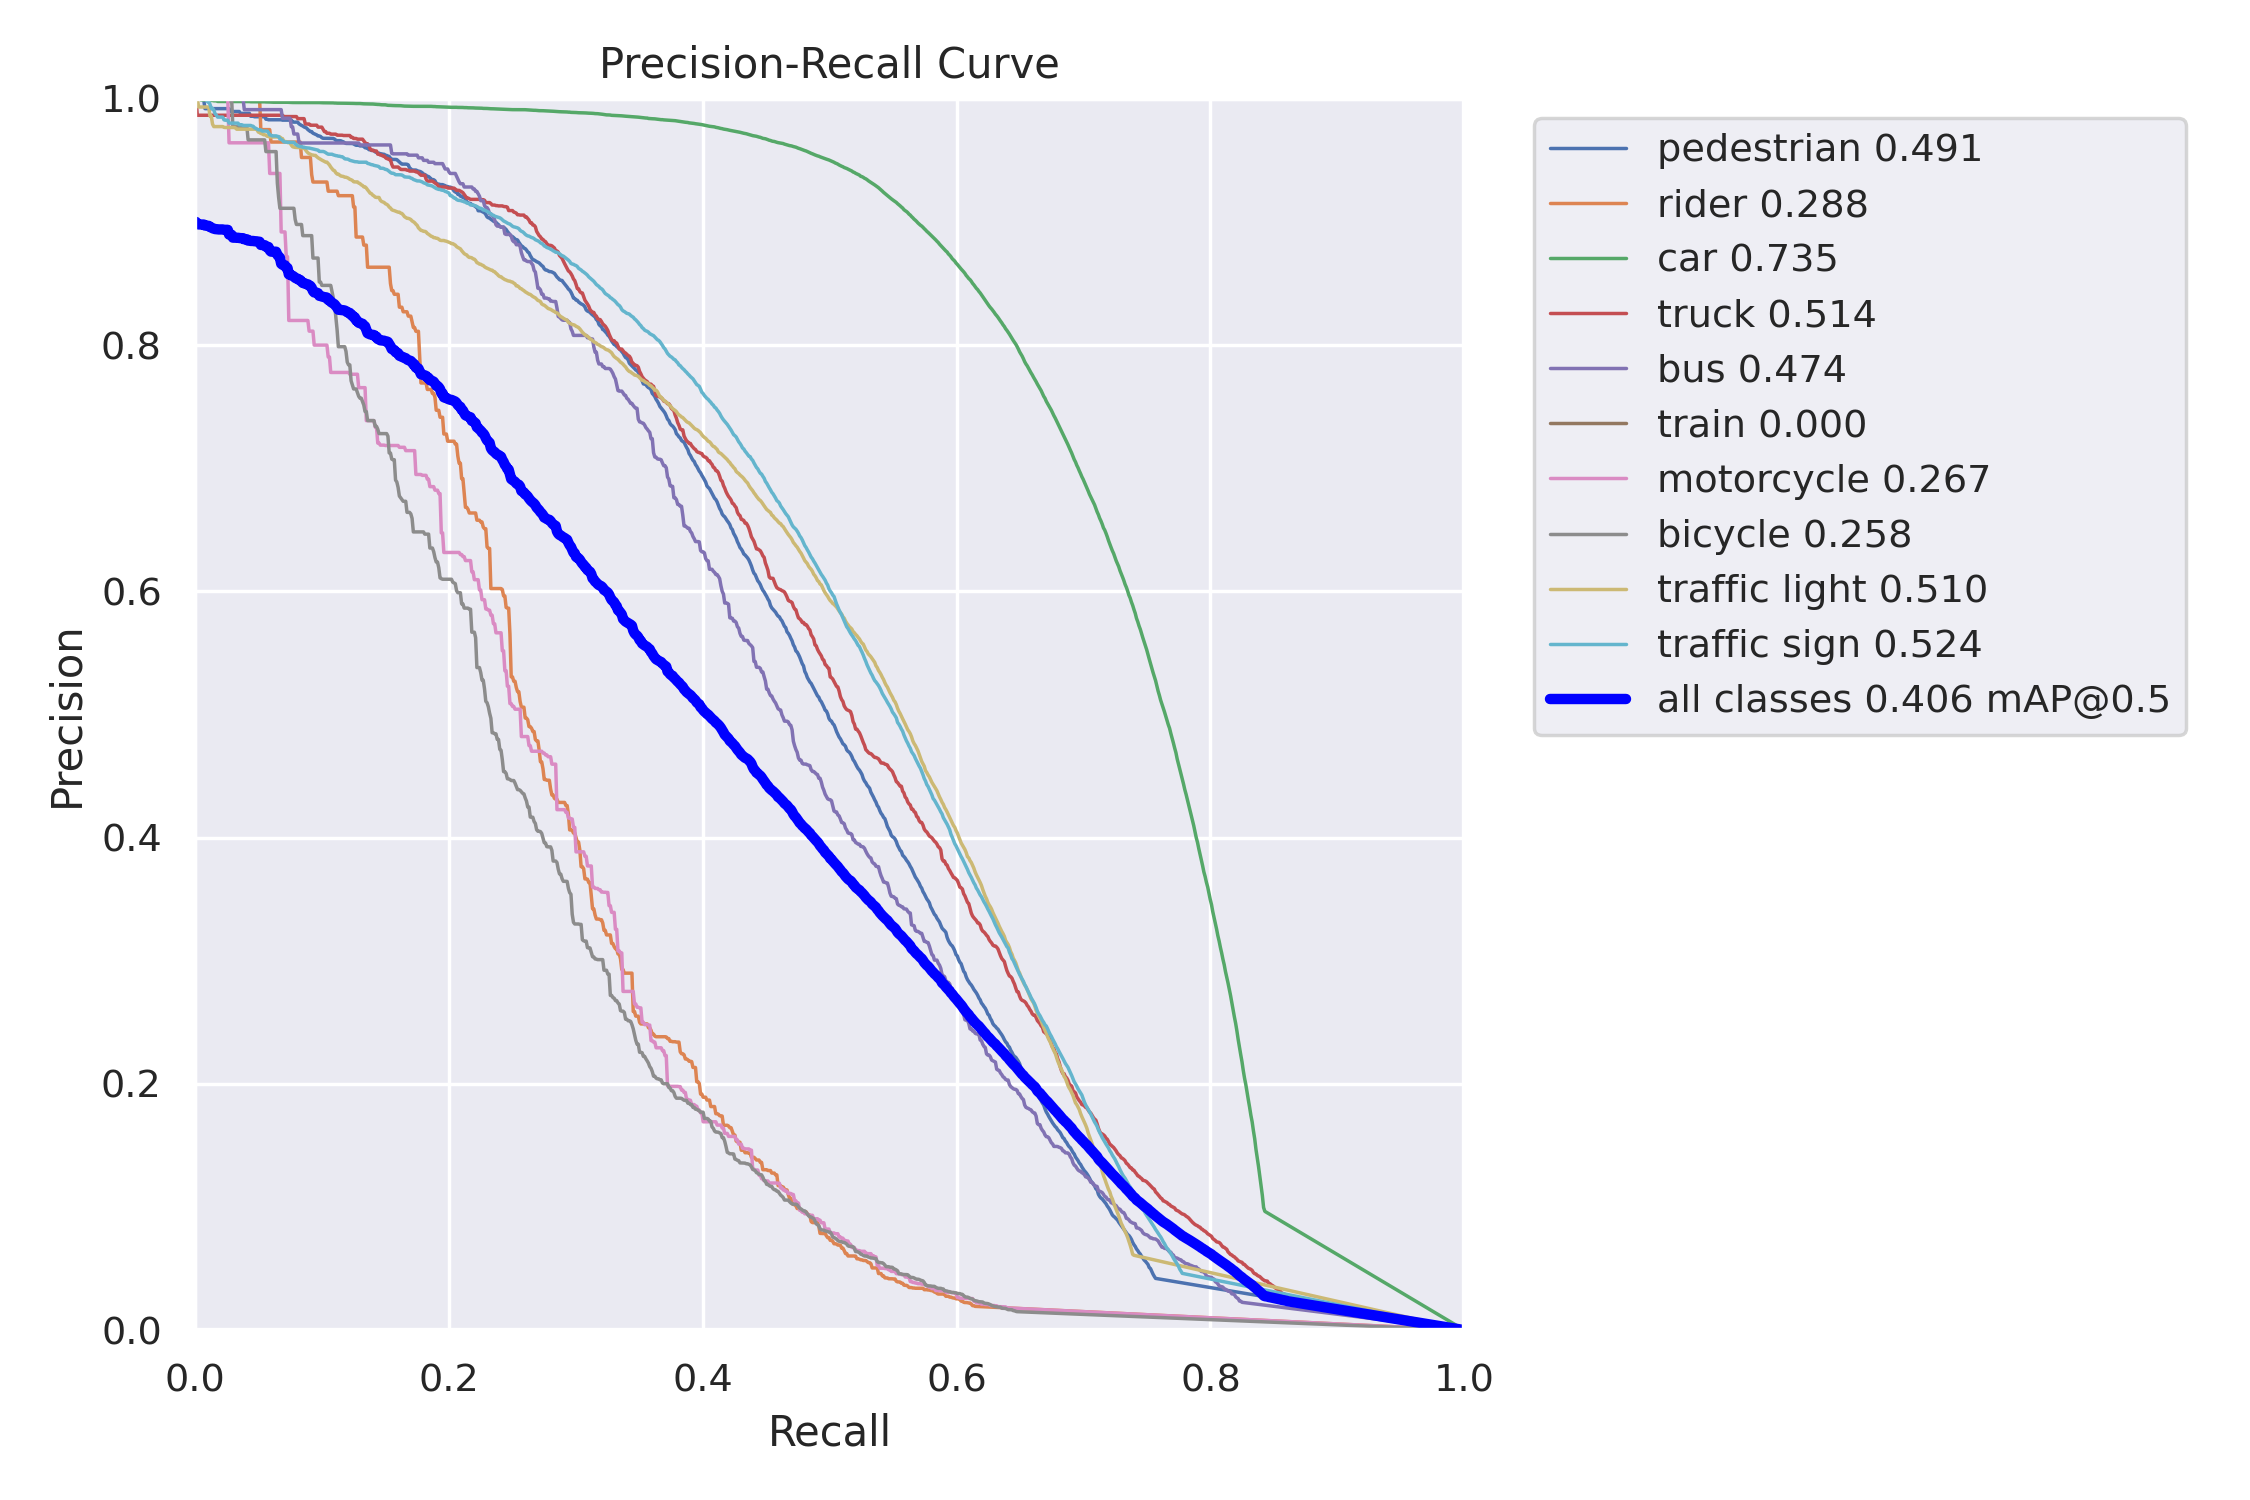 Precision-Recall Curve
1.0
0.8
0.6
0.4
0.2
0.0
Precision
0.0 0.2 0.4 0.6 0.8 1.0
Recall
pedestrian 0.491
rider 0.288
car 0.735
truck 0.514
bus 0.474
train 0.000
motorcycle 0.267
bicycle 0.258
traffic light 0.510
traffic sign 0.524
all classes 0.406 mAP@0.5